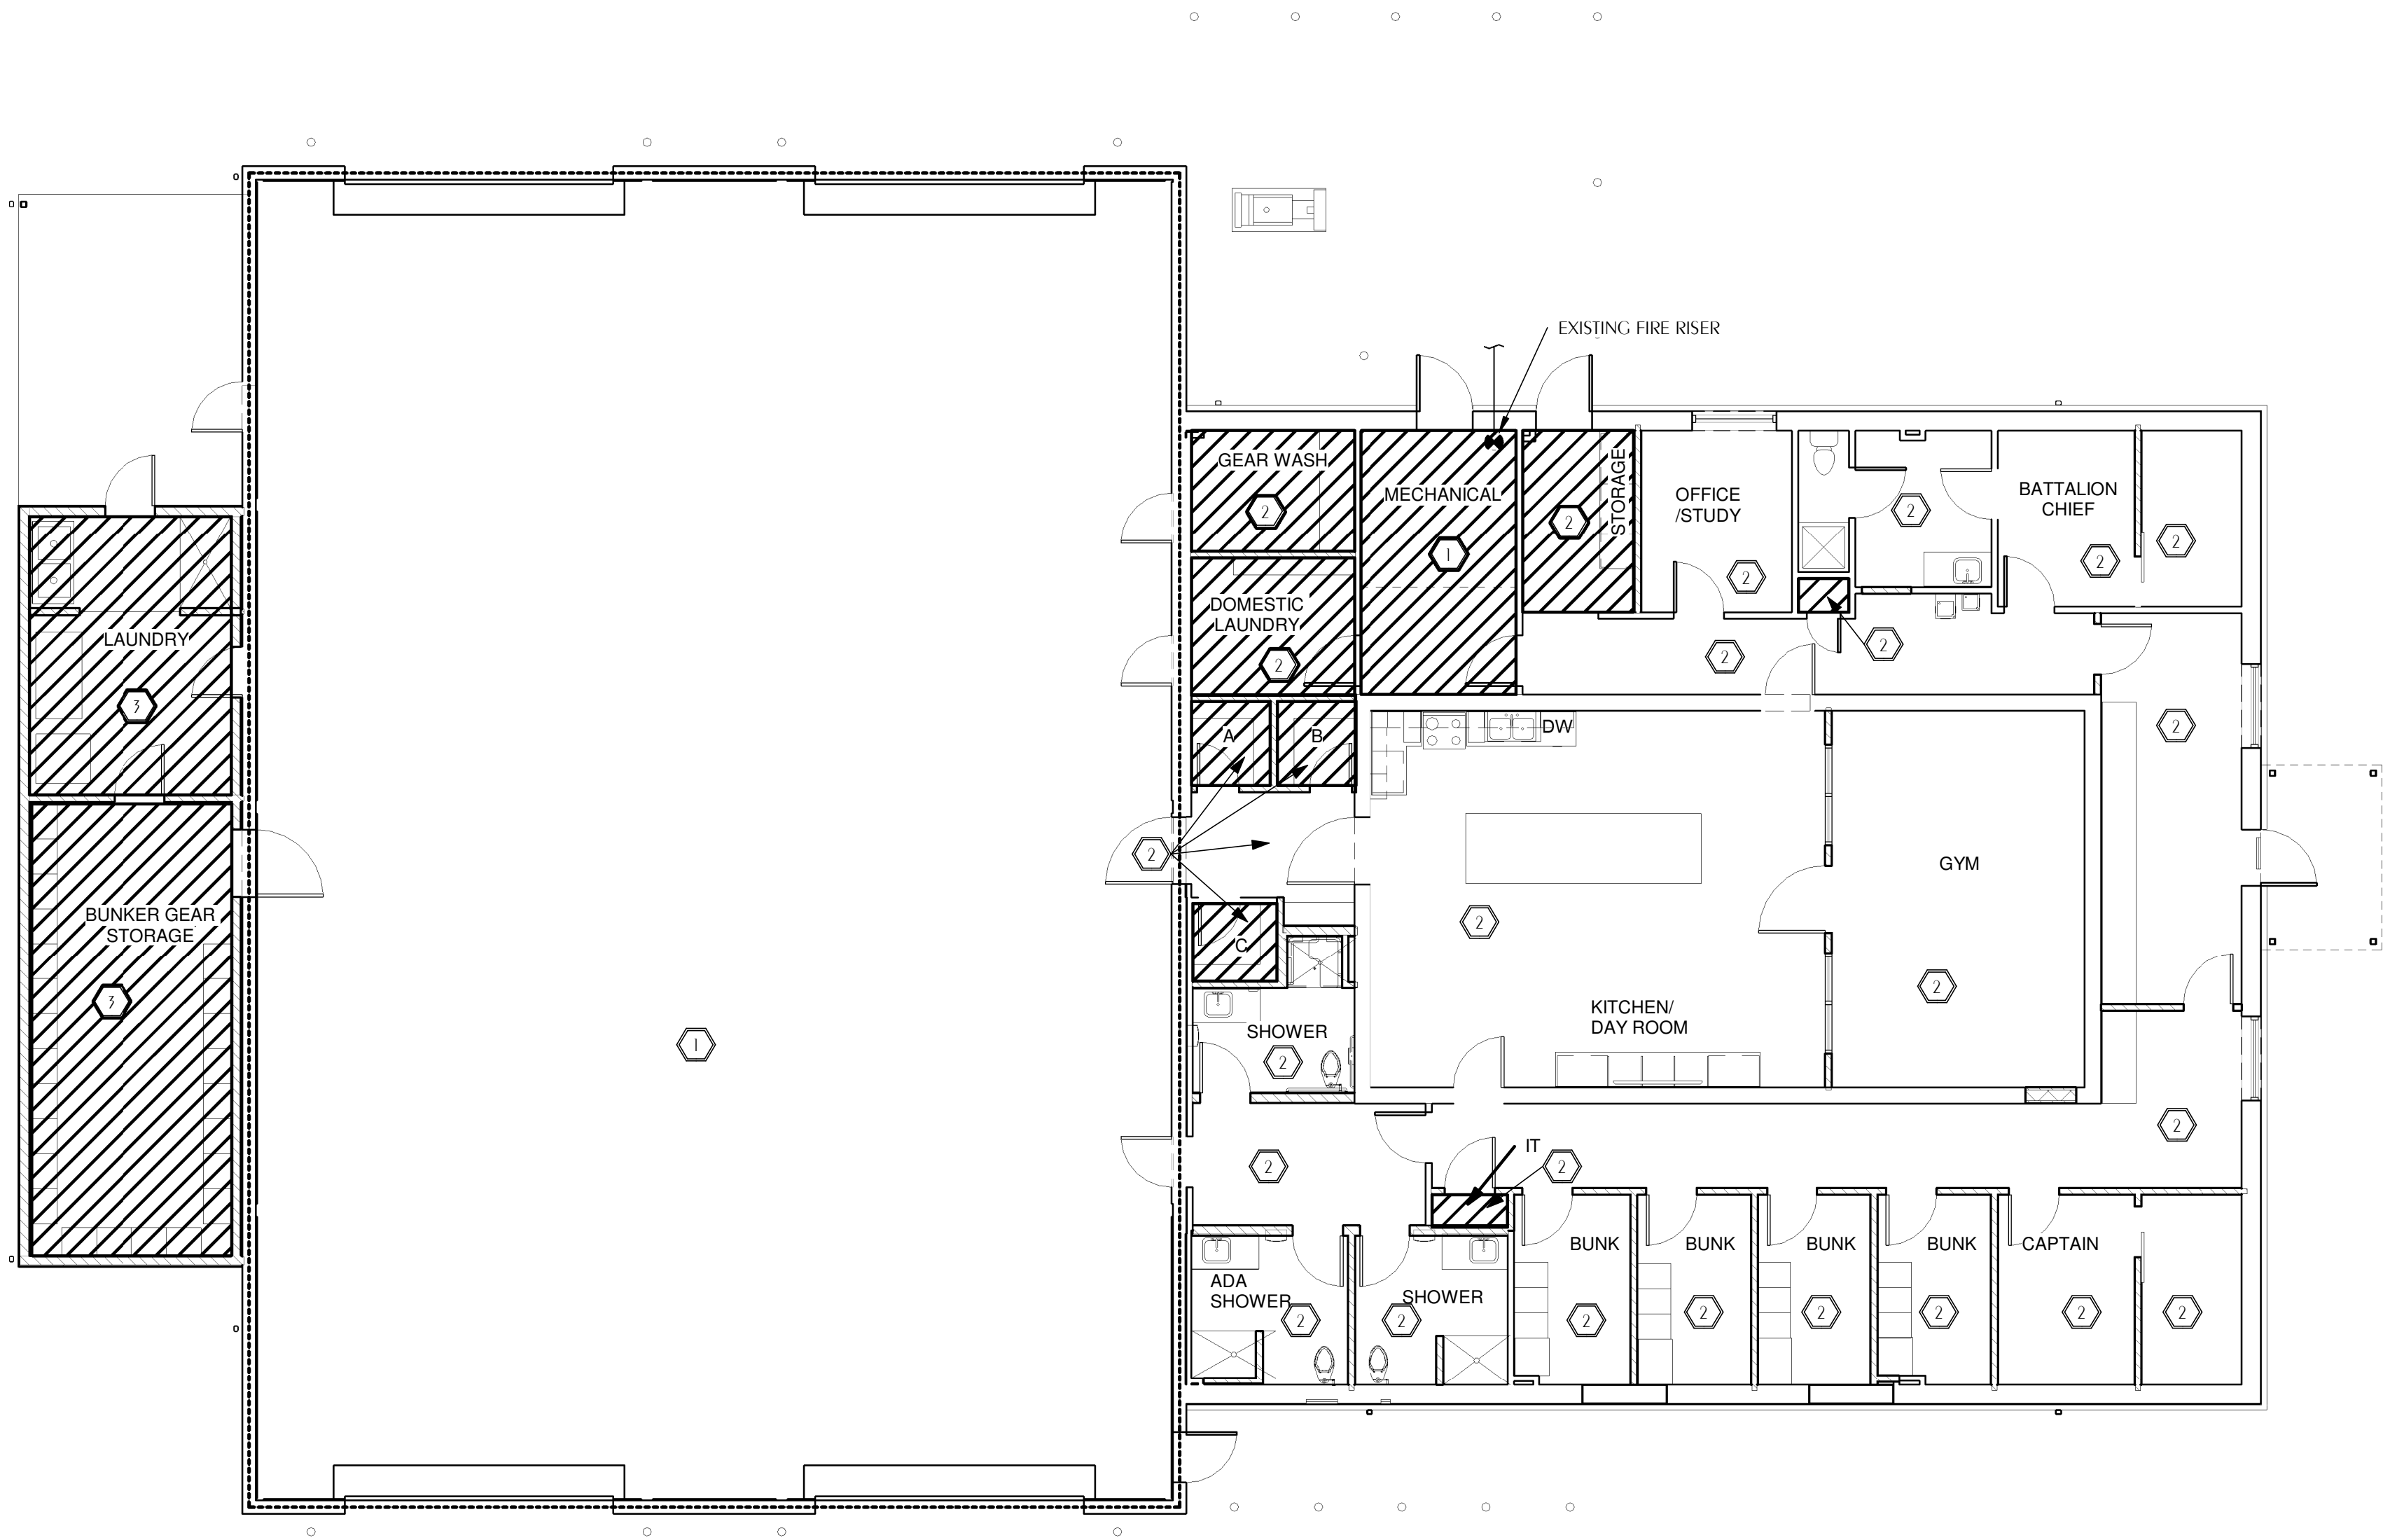 EXISTING FIRE RISER
GEAR WASH
2
MECHANICAL
1
STORAGE
2
OFFICE
/STUDY
2
2
BATTALION
CHIEF
2
2
DOMESTIC
LAUNDRY
2
2
2
LAUNDRY
3
A
B
DW
2
2
GYM
BUNKER GEAR
STORAGE
3
2
C
2
KITCHEN/
DAY ROOM
SHOWER
2
1
2
2
IT
2
BUNK
BUNK
BUNK
BUNK
CAPTAIN
ADA
SHOWER
2
SHOWER
2
2
2
2
2
2
2